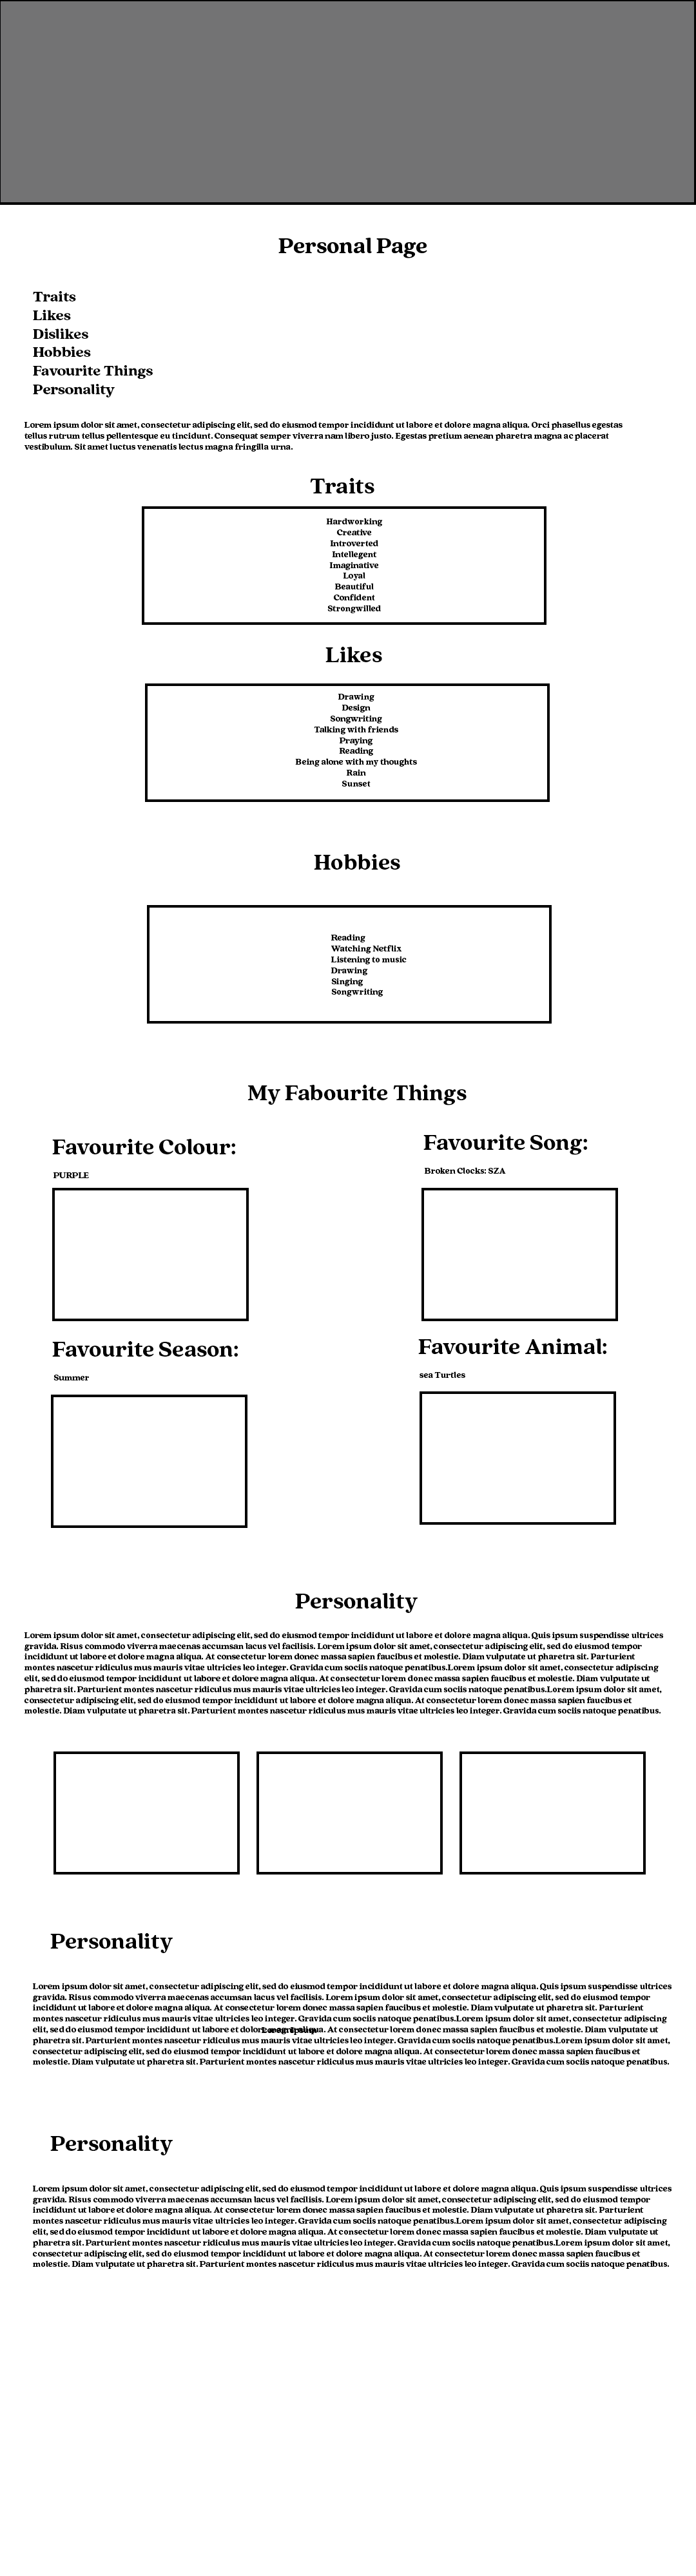 Personal Page
Traits
Likes
Dislikes
Hobbies
Favourite Things
Personality
Lorem ipsum dolor sit amet, consectetur adipiscing elit, sed do eiusmod tempor incididunt ut labore et dolore magna aliqua. Orci phasellus egestas
tellus rutrum tellus pellentesque eu tincidunt. Consequat semper viverra nam libero justo. Egestas pretium aenean pharetra magna ac placerat
vestibulum. Sit amet luctus venenatis lectus magna fringilla urna.
Traits
Hardworking
Creative
Introverted
Intellegent
Imaginative
Loyal
Beautiful
Confident
Strongwilled
Likes
Drawing
Design
Songwriting
Talking with friends
Praying
Reading
Being alone with my thoughts
Rain
Sunset
Hobbies
Reading
Watching Netflix
Listening to music
Drawing
Singing
Songwriting
My Fabourite Things
Favourite Colour:
PURPLE
Favourite Song:
Broken Clocks: SZA
Favourite Season:
Summer
Favourite Animal:
sea Turtles
Personality
Lorem ipsum dolor sit amet, consectetur adipiscing elit, sed do eiusmod tempor incididunt ut labore et dolore magna aliqua. Quis ipsum suspendisse ultrices
gravida. Risus commodo viverra maecenas accumsan lacus vel facilisis. Lorem ipsum dolor sit amet, consectetur adipiscing elit, sed do eiusmod tempor
incididunt ut labore et dolore magna aliqua. At consectetur lorem donec massa sapien faucibus et molestie. Diam vulputate ut pharetra sit. Parturient
montes nascetur ridiculus mus mauris vitae ultricies leo integer. Gravida cum sociis natoque penatibus.Lorem ipsum dolor sit amet, consectetur adipiscing
elit, sed do eiusmod tempor incididunt ut labore et dolore magna aliqua. At consectetur lorem donec massa sapien faucibus et molestie. Diam vulputate ut
pharetra sit. Parturient montes nascetur ridiculus mus mauris vitae ultricies leo integer. Gravida cum sociis natoque penatibus.Lorem ipsum dolor sit amet,
consectetur adipiscing elit, sed do eiusmod tempor incididunt ut labore et dolore magna aliqua. At consectetur lorem donec massa sapien faucibus et
molestie. Diam vulputate ut pharetra sit. Parturient montes nascetur ridiculus mus mauris vitae ultricies leo integer. Gravida cum sociis natoque penatibus.
Personality
Lorem ipsum dolor sit amet, consectetur adipiscing elit, sed do eiusmod tempor incididunt ut labore et dolore magna aliqua. Quis ipsum suspendisse ultrices
gravida. Risus commodo viverra maecenas accumsan lacus vel facilisis. Lorem ipsum dolor sit amet, consectetur adipiscing elit, sed do eiusmod tempor
incididunt ut labore et dolore magna aliqua. At consectetur lorem donec massa sapien faucibus et molestie. Diam vulputate ut pharetra sit. Parturient
montes nascetur ridiculus mus mauris vitae ultricies leo integer. Gravida cum sociis natoque penatibus.Lorem ipsum dolor sit amet, consectetur adipiscing
elit, sed do eiusmod tempor incididunt ut labore et dolore magna aliqua. At consectetur lorem donec massa sapien faucibus et molestie. Diam vulputate ut
pharetra sit. Parturient montes nascetur ridiculus mus mauris vitae ultricies leo integer. Gravida cum sociis natoque penatibus.Lorem ipsum dolor sit amet,
consectetur adipiscing elit, sed do eiusmod tempor incididunt ut labore et dolore magna aliqua. At consectetur lorem donec massa sapien faucibus et
molestie. Diam vulputate ut pharetra sit. Parturient montes nascetur ridiculus mus mauris vitae ultricies leo integer. Gravida cum sociis natoque penatibus.
Personality
Lorem ipsum dolor sit amet, consectetur adipiscing elit, sed do eiusmod tempor incididunt ut labore et dolore magna aliqua. Quis ipsum suspendisse ultrices
gravida. Risus commodo viverra maecenas accumsan lacus vel facilisis. Lorem ipsum dolor sit amet, consectetur adipiscing elit, sed do eiusmod tempor
incididunt ut labore et dolore magna aliqua. At consectetur lorem donec massa sapien faucibus et molestie. Diam vulputate ut pharetra sit. Parturient
montes nascetur ridiculus mus mauris vitae ultricies leo integer. Gravida cum sociis natoque penatibus.Lorem ipsum dolor sit amet, consectetur adipiscing
elit, sed do eiusmod tempor incididunt ut labore et dolore magna aliqua. At consectetur lorem donec massa sapien faucibus et molestie. Diam vulputate ut
pharetra sit. Parturient montes nascetur ridiculus mus mauris vitae ultricies leo integer. Gravida cum sociis natoque penatibus.Lorem ipsum dolor sit amet,
consectetur adipiscing elit, sed do eiusmod tempor incididunt ut labore et dolore magna aliqua. At consectetur lorem donec massa sapien faucibus et
molestie. Diam vulputate ut pharetra sit. Parturient montes nascetur ridiculus mus mauris vitae ultricies leo integer. Gravida cum sociis natoque penatibus.